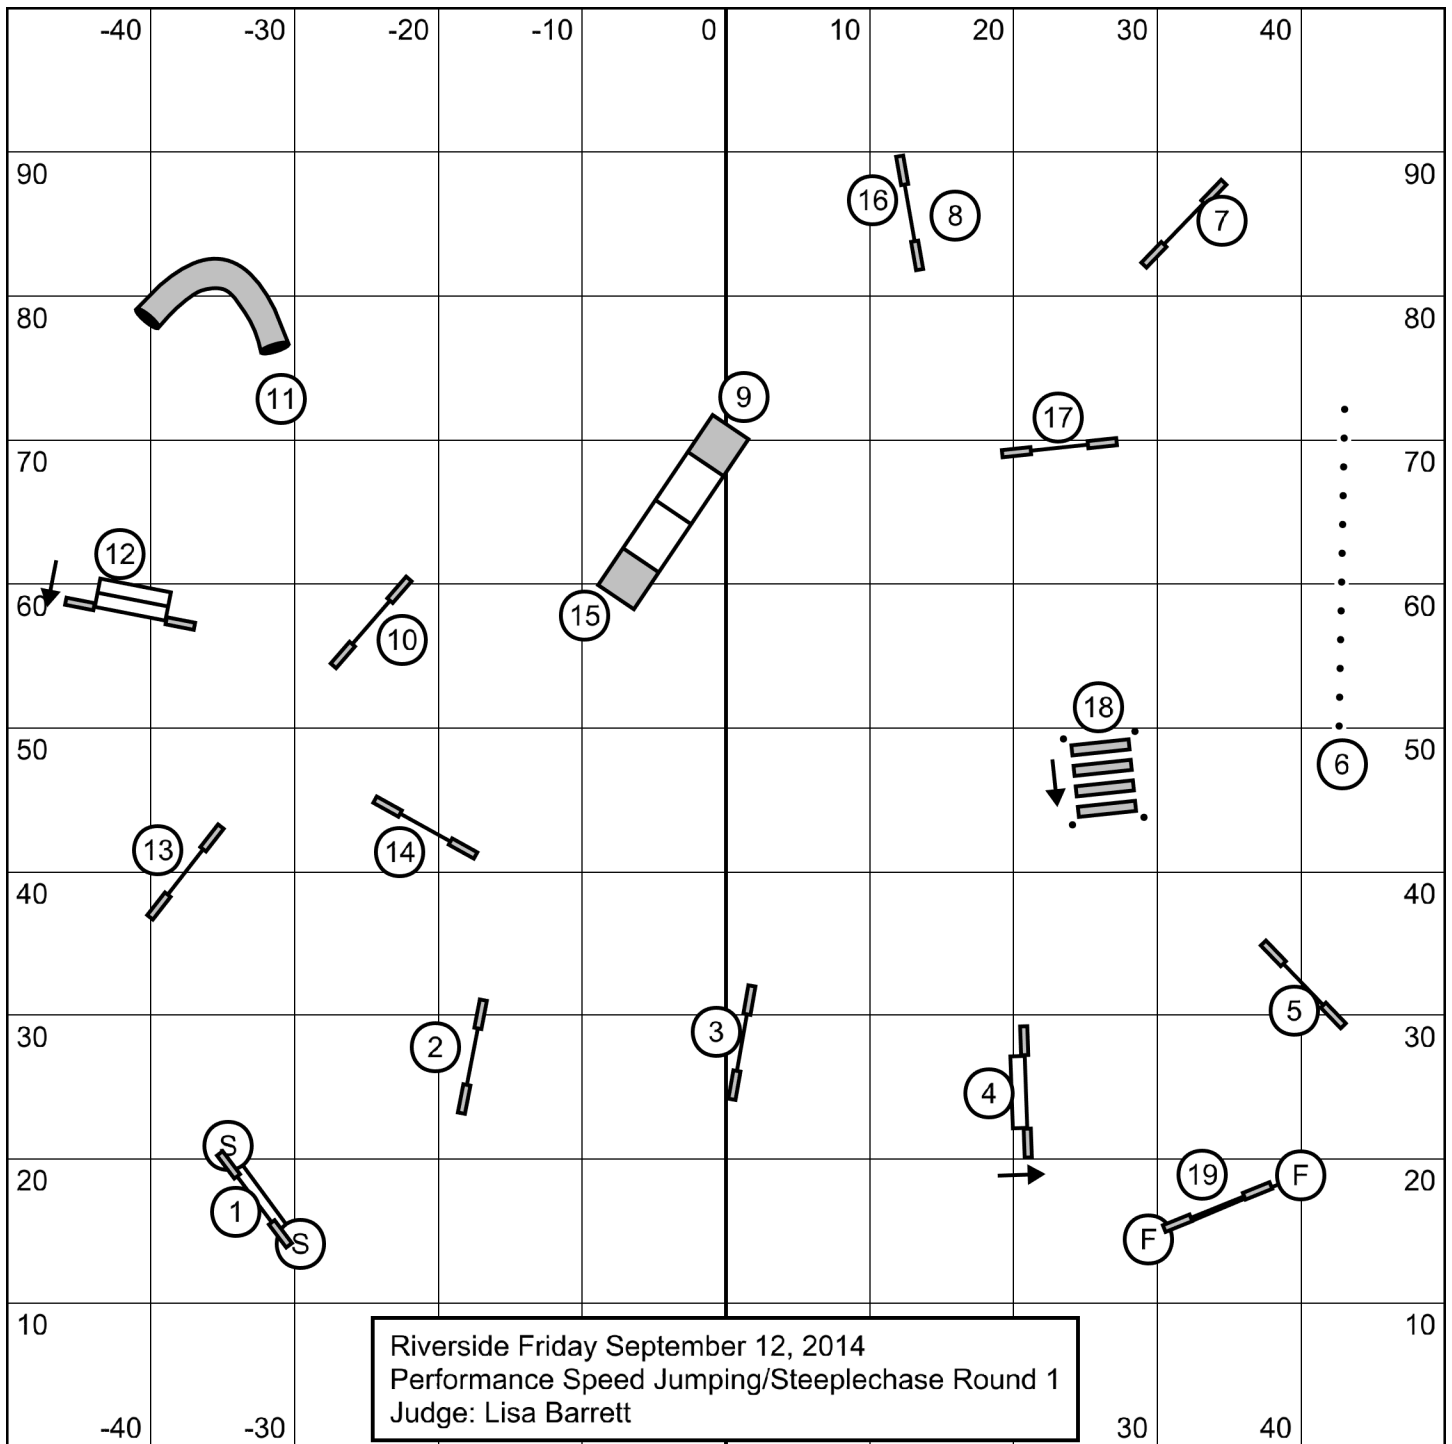 -40 -30 -20 -10 0 10 20 30 40
90 90
16 8 7
80 80
11 9 17
70 70
12
60 15 10 60
18
50 6 50
13 14
40 40
5
30 2 3 30
4
S
1 20 19 F 20
S F
10 10
Riverside Friday September 12, 2014
Performance Speed Jumping/Steeplechase Round 1
Judge: Lisa Barrett
-40 -30 30 40